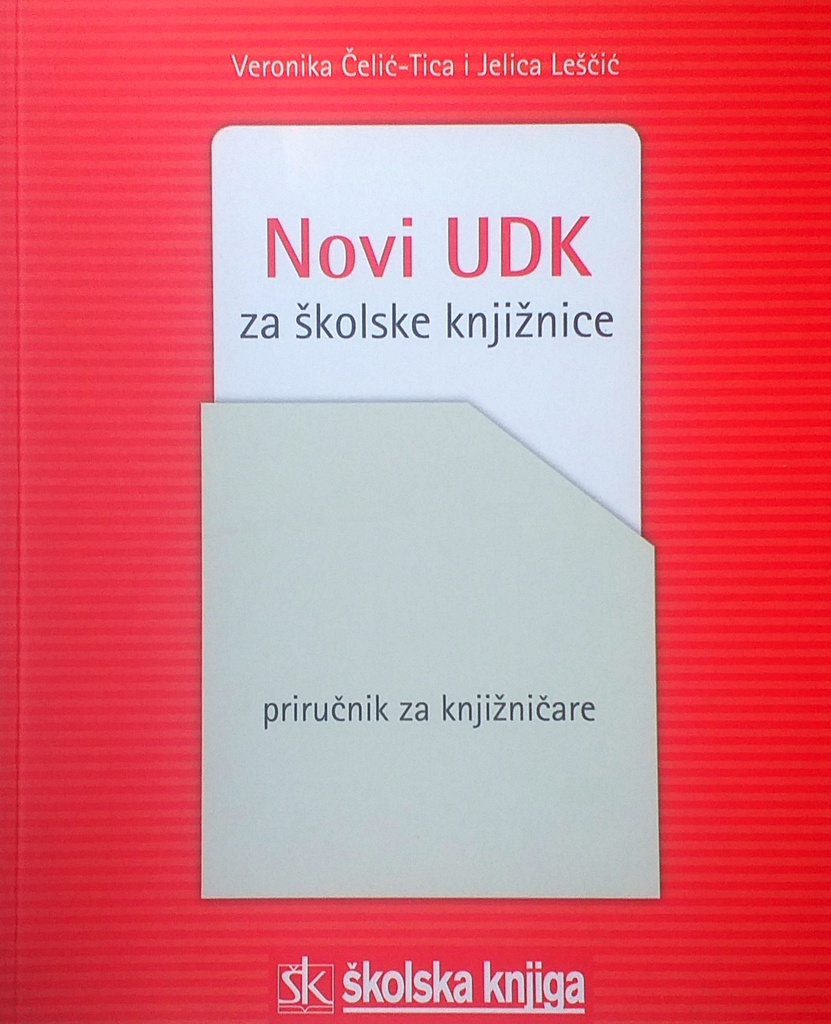 Veronika Čelić-Tica i Jelica Leščić
Novi UDK
za školske knjižnice
priručnik za knjižničare
šk školska knjiga